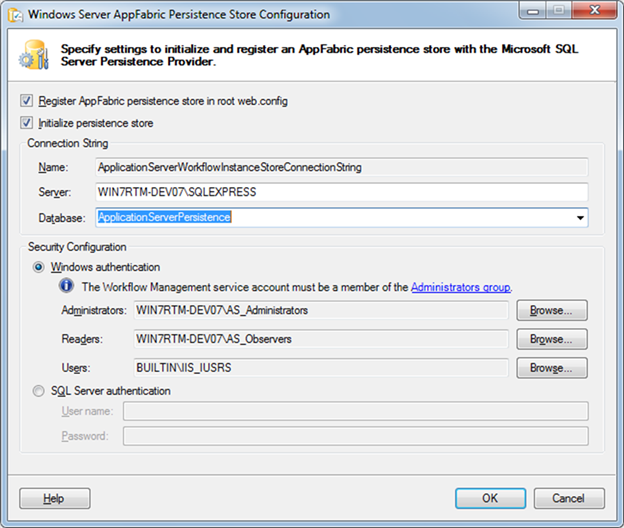 Windows Server AppFabric Persistence Store Configuration
Specify settings to initialize and register an AppFabric persistence store with the Microsoft SQL
Server Persistence Provider.
Register AppFabric persistence store in root web.config
Initialize persistence store
Connection String
Name: ApplicationServerWorkflowInstanceStoreConnectionString
Server: WIN7RTM-DEV07\SQLEXPRESS
Database: ApplicationServerPersistence
Security Configuration
Windows authentication
The Workflow Management service account must be a member of the Administrators group.
Administrators: WIN7RTM-DEV07\AS_Administrators Browse...
Readers: WIN7RTM-DEV07\AS_Observers Browse...
Users: BUILTIN\IIS_IUSRS Browse...
SQL Server authentication
User name:
Password:
Help OK Cancel